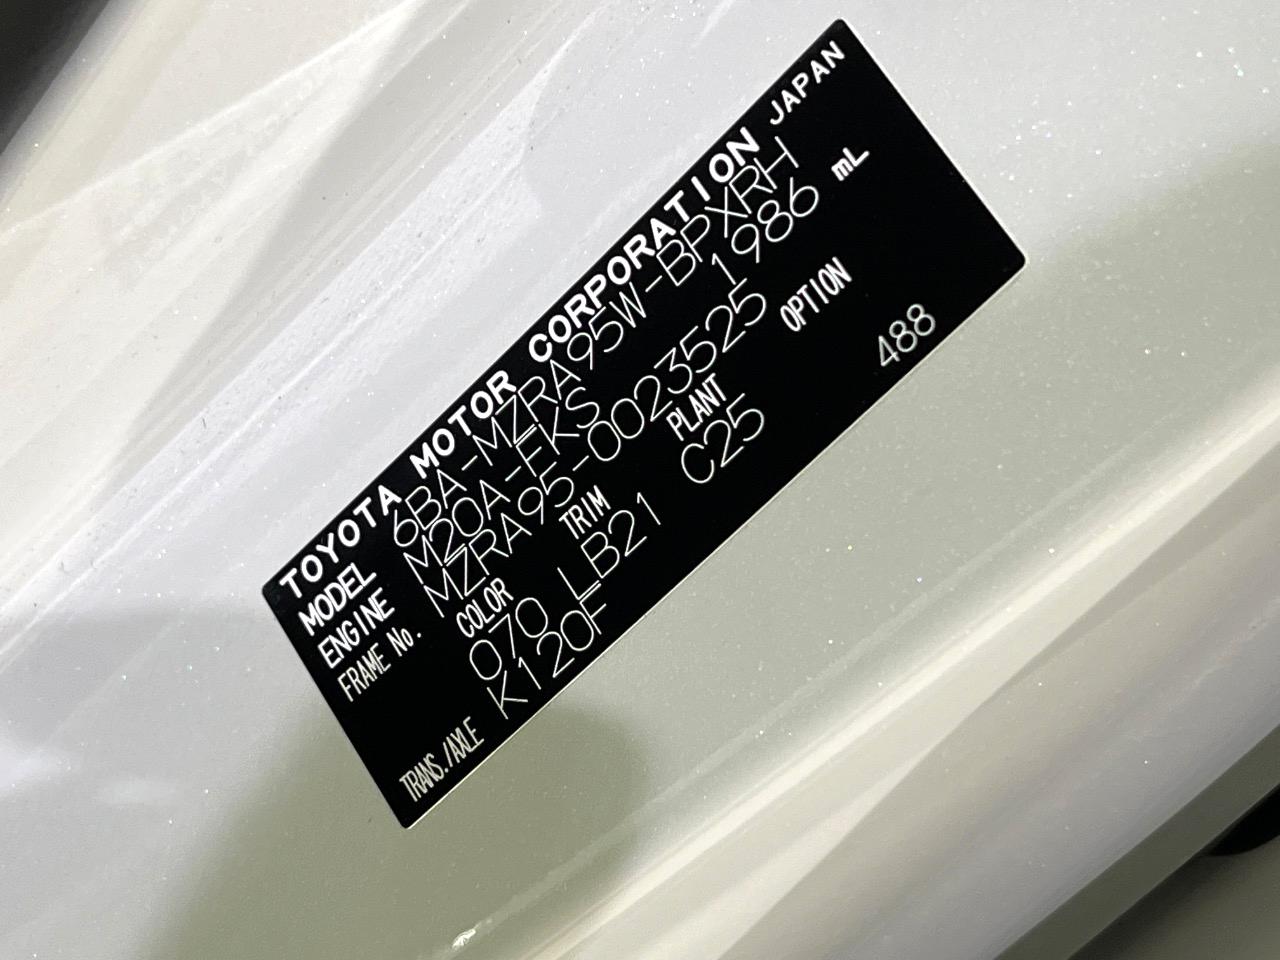 TOYOTA MOTOR CORPORATION JAPAN
MODEL 6BA-MZRA95W-BPXRH
ENGINE M20A-FKS 1986 mL
FRAME No. MZRA95-0023525
COLOR TRIM PLANT OPTION
070 LB21 C25
TRANS./AXLE K120F 488